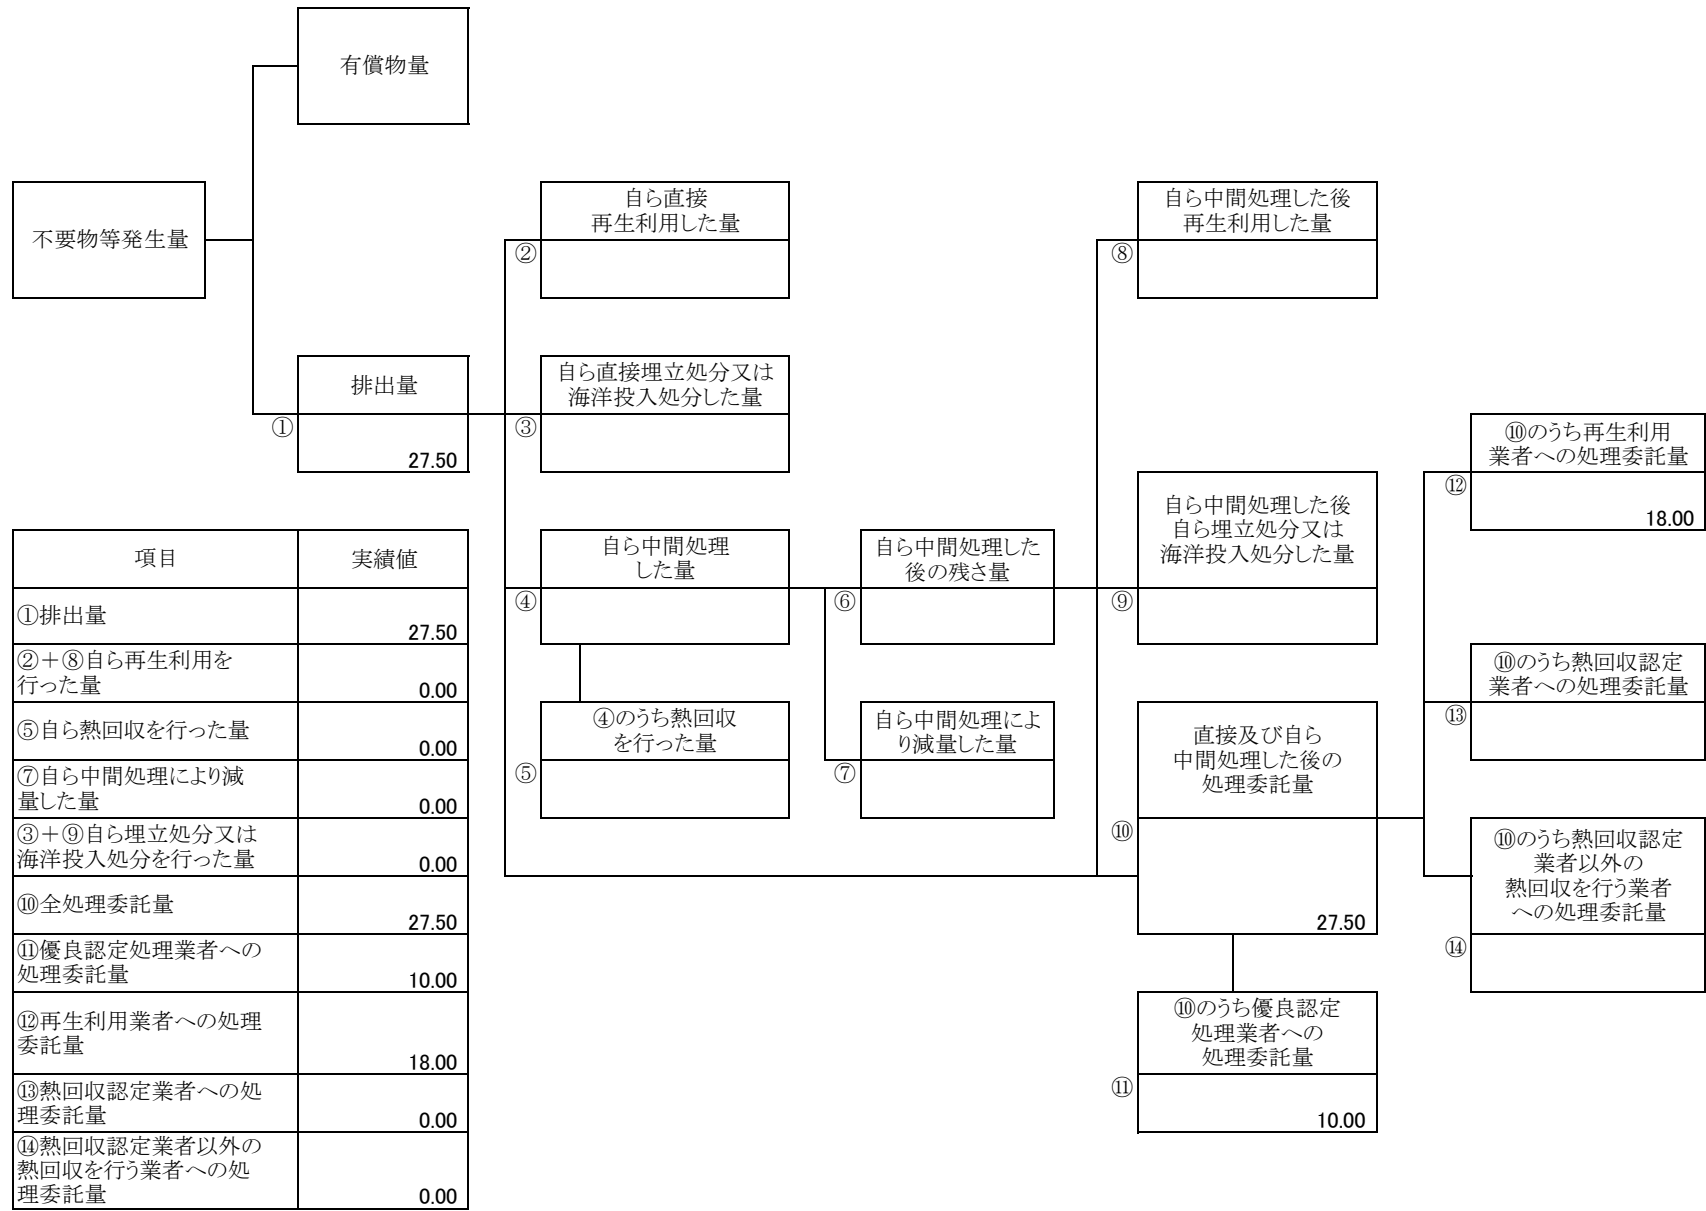 有償物量
不要物等発生量
自ら直接
再生利用した量
②
自ら中間処理した後
再生利用した量
⑧
排出量
①
27.50
自ら直接埋立処分又は
海洋投入処分した量
③
⑩のうち再生利用
業者への処理委託量
⑫
18.00
自ら中間処理した後
自ら埋立処分又は
海洋投入処分した量
⑨
自ら中間処理
した量
④
自ら中間処理した
後の残さ量
⑥
⑩のうち熱回収認定
業者への処理委託量
⑬
④のうち熱回収
を行った量
⑤
自ら中間処理によ
り減量した量
⑦
直接及び自ら
中間処理した後の
処理委託量
⑩
27.50
⑩のうち熱回収認定
業者以外の
熱回収を行う業者
への処理委託量
⑭
⑩のうち優良認定
処理業者への
処理委託量
⑪
10.00
項目 実績値
①排出量
27.50
②＋⑧自ら再生利用を
行った量
0.00
⑤自ら熱回収を行った量
0.00
⑦自ら中間処理により減
量した量
0.00
③＋⑨自ら埋立処分又は
海洋投入処分を行った量
0.00
⑩全処理委託量
27.50
⑪優良認定処理業者への
処理委託量
10.00
⑫再生利用業者への処理
委託量
18.00
⑬熱回収認定業者への処
理委託量
0.00
⑭熱回収認定業者以外の
熱回収を行う業者への処
理委託量
0.00